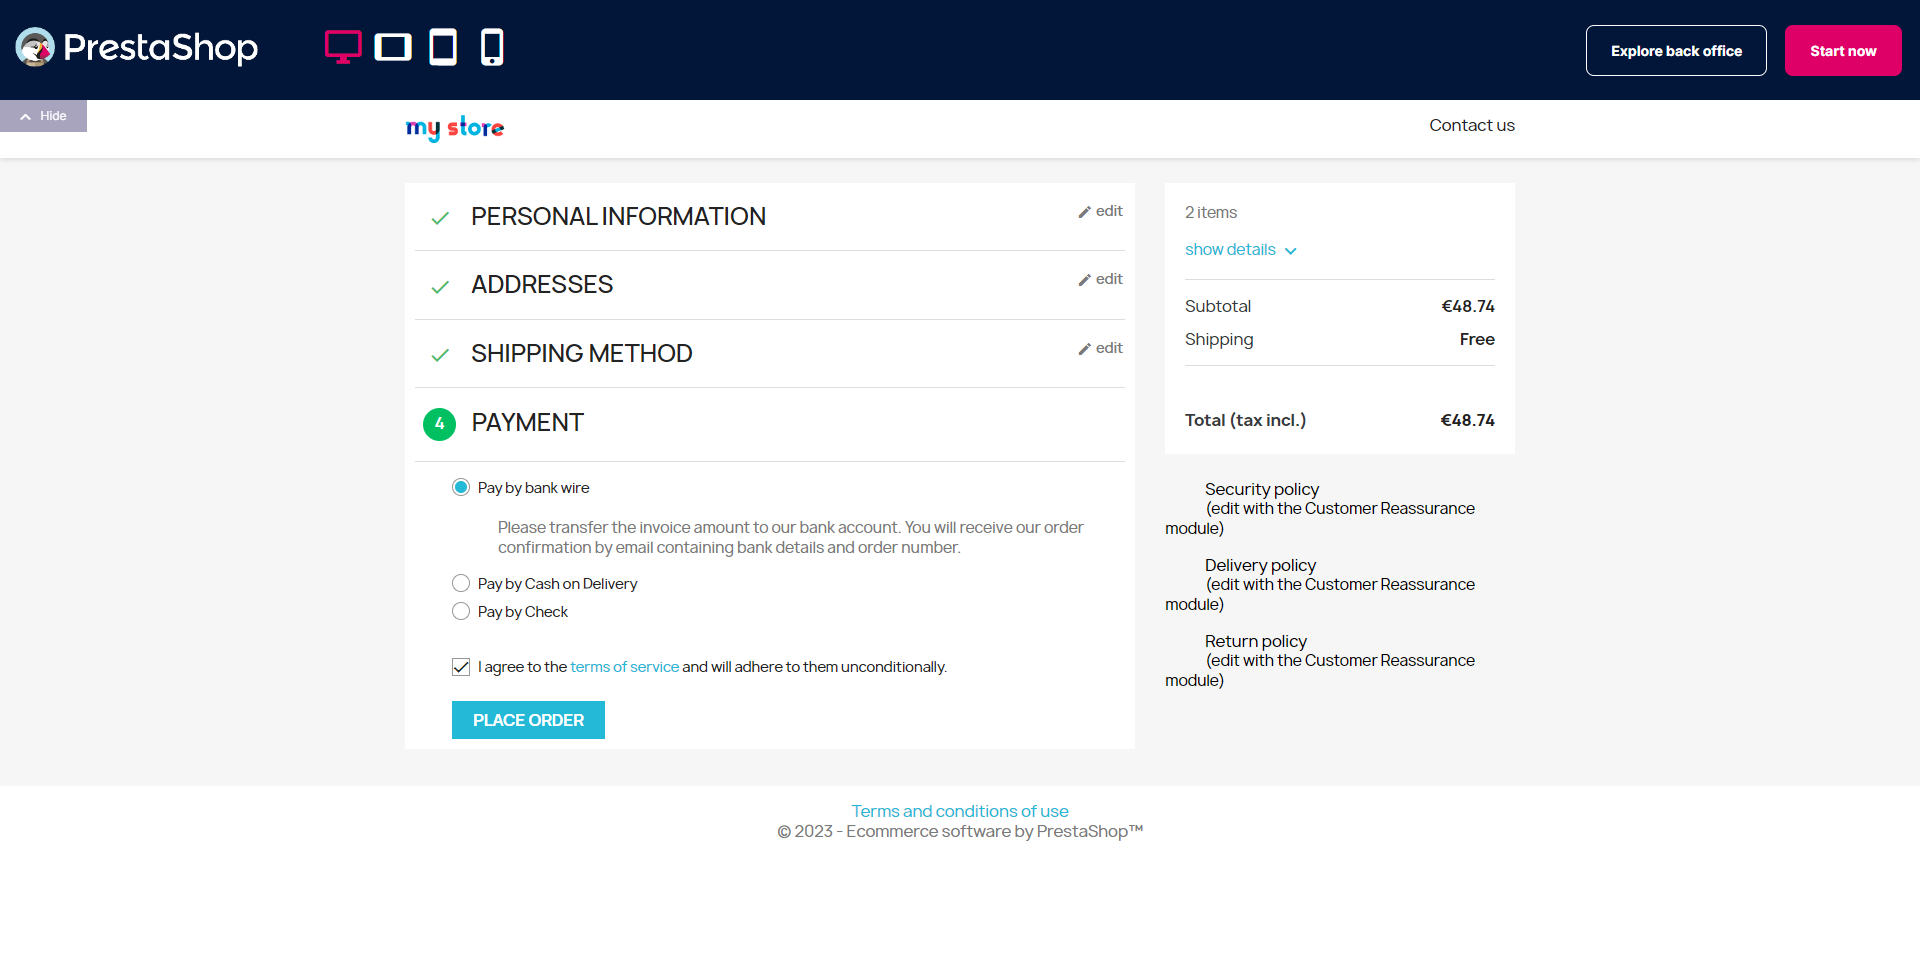 PrestaShop
Explore back office
Start now
Hide
my store
Contact us
PERSONAL INFORMATION
edit
ADDRESSES
edit
SHIPPING METHOD
edit
4 PAYMENT
Pay by bank wire
Please transfer the invoice amount to our bank account. You will receive our order
confirmation by email containing bank details and order number.
Pay by Cash on Delivery
Pay by Check
I agree to the terms of service and will adhere to them unconditionally.
PLACE ORDER
2 items
show details
Subtotal €48.74
Shipping Free
Total (tax incl.) €48.74
Security policy
(edit with the Customer Reassurance
module)
Delivery policy
(edit with the Customer Reassurance
module)
Return policy
(edit with the Customer Reassurance
module)
Terms and conditions of use
© 2023 - Ecommerce software by PrestaShop™